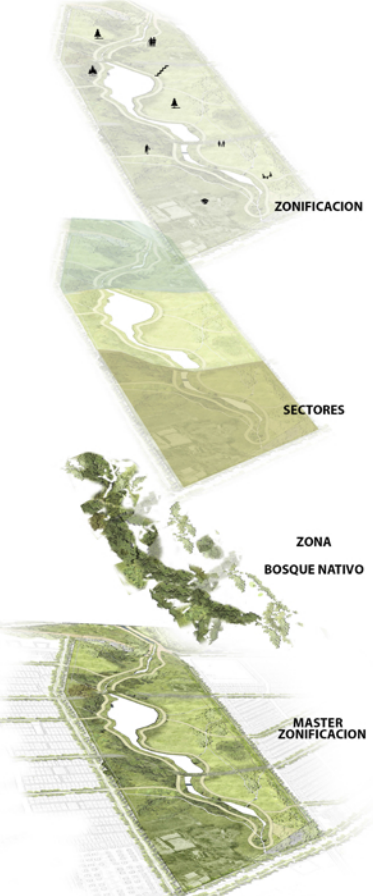 ZONIFICACION
SECTORES
ZONA
BOSQUE NATIVO
MASTER
ZONIFICACION